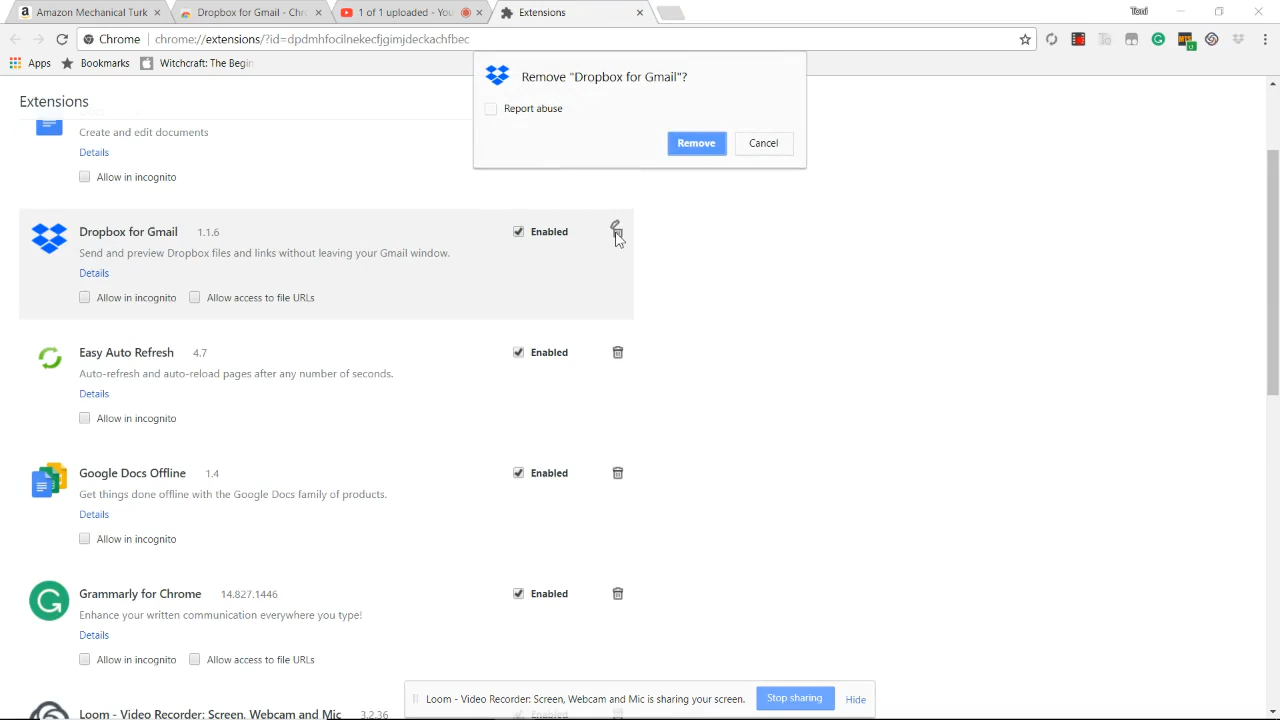 Amazon Mechanical Turk
Dropbox for Gmail - Chr
1 of 1 uploaded - You
Extensions
Chrome
chrome://extensions/?id=dpdmhfocilnekecfjgimjdeckachfbec
Apps
Bookmarks
Witchcraft: The Begin
Remove "Dropbox for Gmail"?
Report abuse
Remove
Cancel
Extensions
Create and edit documents
Details
Allow in incognito
Dropbox for Gmail 1.1.6
Enabled
Send and preview Dropbox files and links without leaving your Gmail window.
Details
Allow in incognito
Allow access to file URLs
Easy Auto Refresh 4.7
Enabled
Auto-refresh and auto-reload pages after any number of seconds.
Details
Allow in incognito
Google Docs Offline 1.4
Enabled
Get things done offline with the Google Docs family of products.
Details
Allow in incognito
Grammarly for Chrome 14.827.1446
Enabled
Enhance your written communication everywhere you type!
Details
Allow in incognito
Allow access to file URLs
Loom - Video Recorder: Screen, Webcam and Mic is sharing your screen.
Stop sharing
Hide
Loom - Video Recorder: Screen, Webcam and Mic 3.2.36
Enabled